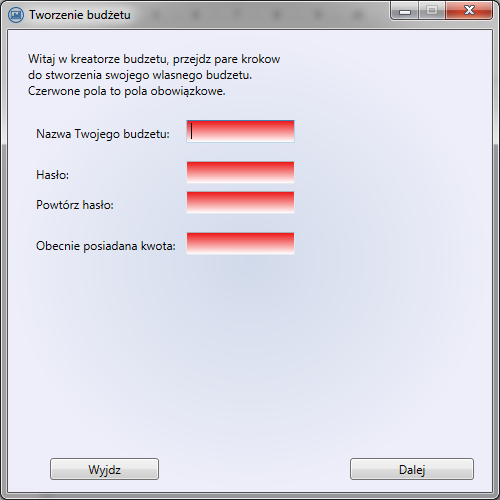 Tworzenie budżetu
Witaj w kreatorze budzetu, przejdz pare krokow
do stworzenia swojego wlasnego budzetu.
Czerwone pola to pola obowiązkowe.
Nazwa Twojego budzetu:
Hasło:
Powtórz hasło:
Obecnie posiadana kwota:
Wyjdz
Dalej